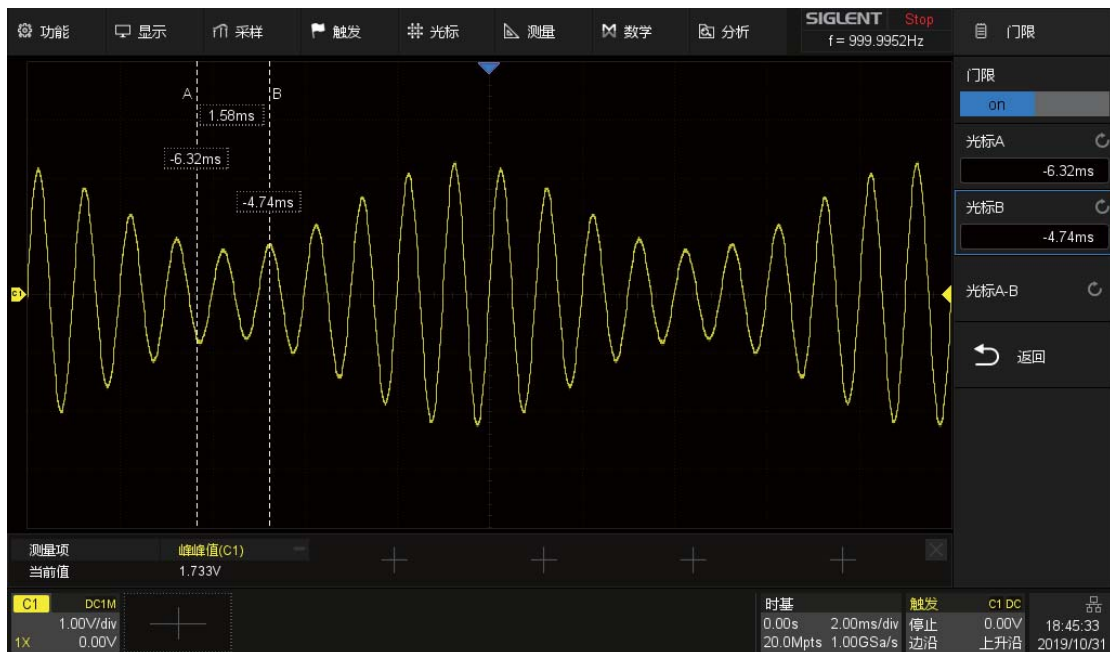 功能
显示
采样
触发
光标
测量
数学
分析
SIGLENT Stop
f = 999.9952Hz
门限
门限
on
光标A
-6.32ms
光标B
-4.74ms
光标A-B
返回
A
B
1.58ms
-6.32ms
-4.74ms
C1
测量项 峰峰值(C1)
当前值 1.733V
C1 DC1M
1.00V/div
1X 0.00V
时基
0.00s 2.00ms/div
20.0Mpts 1.00GSa/s
触发 C1 DC
停止 0.00V
边沿 上升沿
18:45:33
2019/10/31